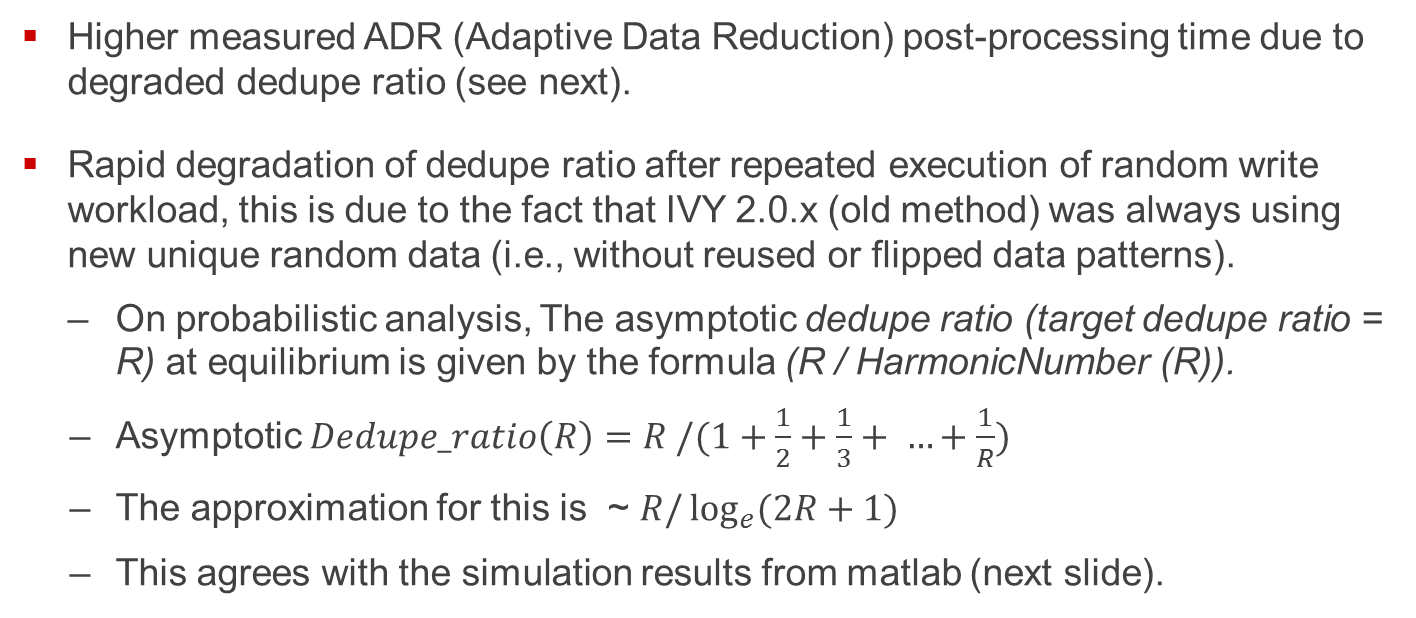 ▪ Higher measured ADR (Adaptive Data Reduction) post-processing time due to
degraded dedupe ratio (see next).
▪ Rapid degradation of dedupe ratio after repeated execution of random write
workload, this is due to the fact that IVY 2.0.x (old method) was always using
new unique random data (i.e., without reused or flipped data patterns).
– On probabilistic analysis, The asymptotic dedupe ratio (target dedupe ratio =
R) at equilibrium is given by the formula (R / HarmonicNumber (R)).
– Asymptotic Dedupe_ratio(R) = R /(1 + 1/2 + 1/3 + … + 1/R)
– The approximation for this is ~ R/ logₑ(2R + 1)
– This agrees with the simulation results from matlab (next slide).